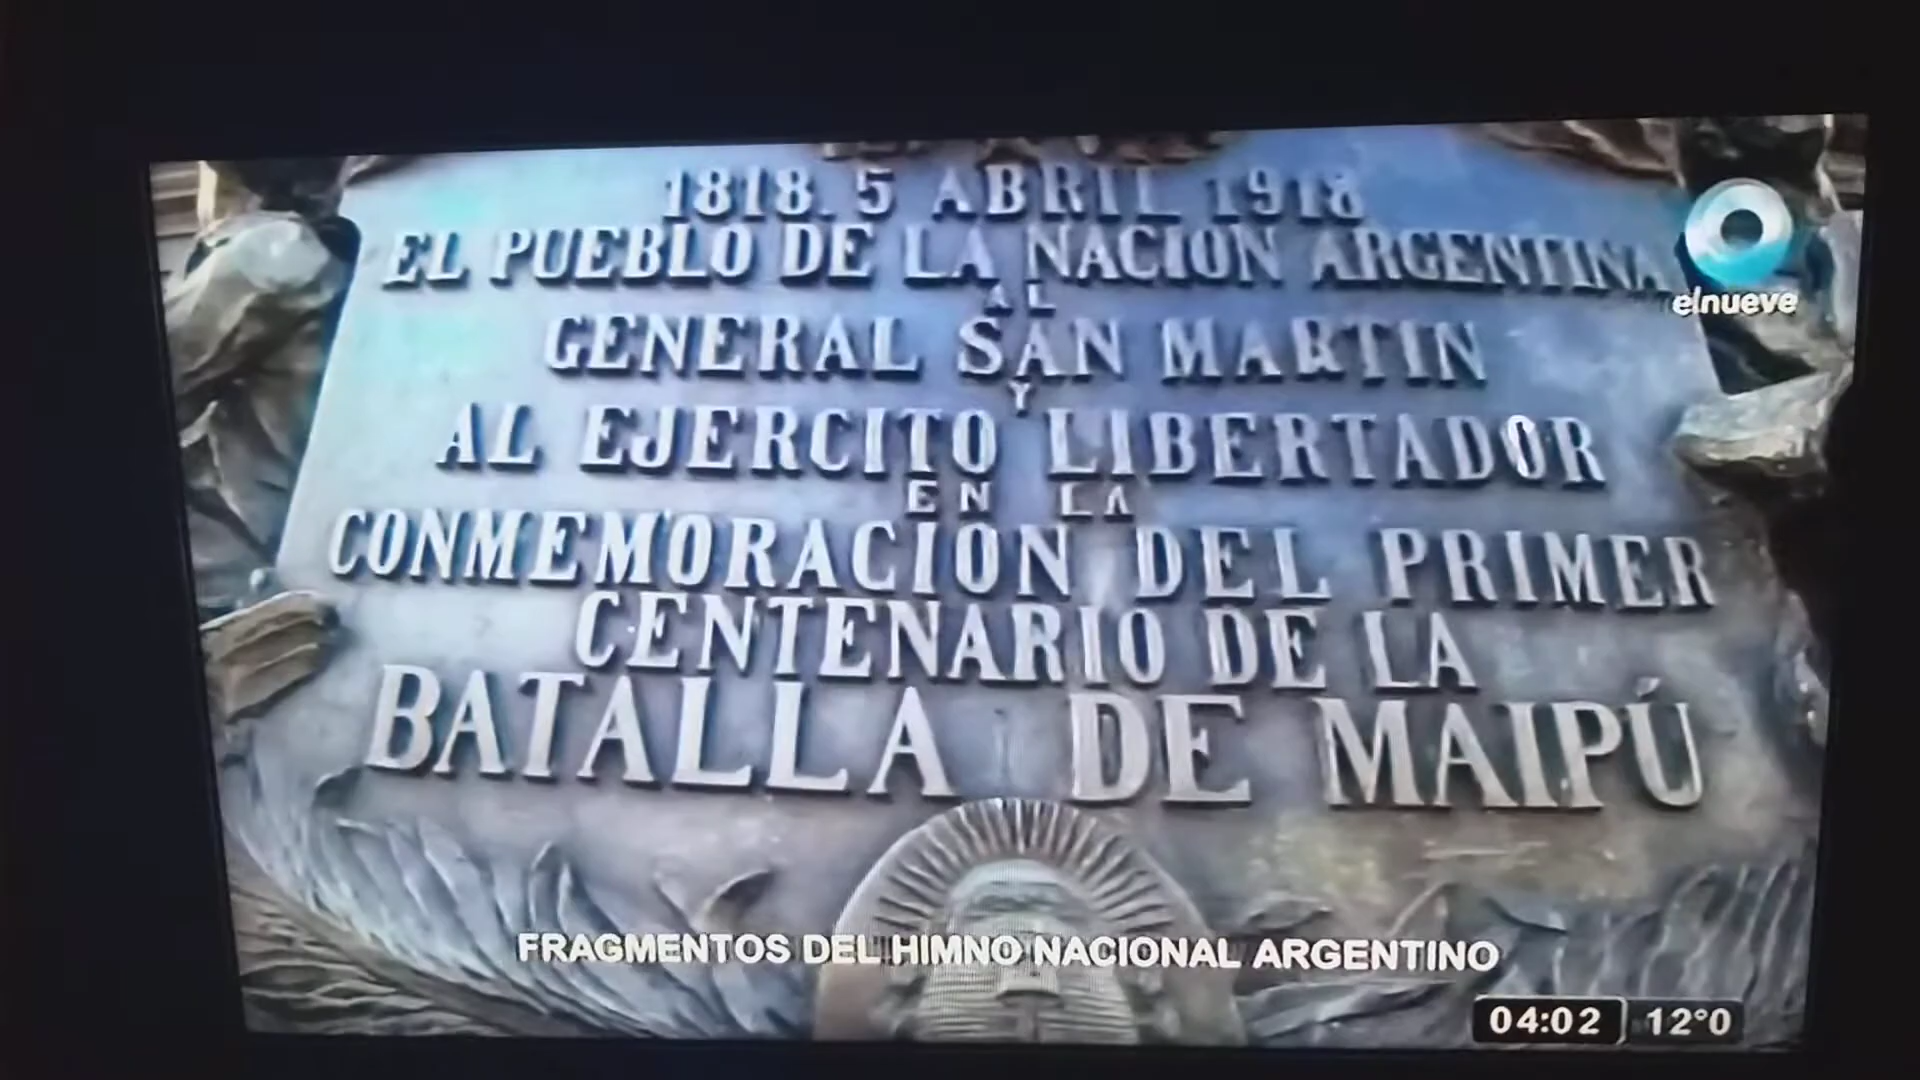 1818. 5 ABRIL 1918
EL PUEBLO DE LA NACION ARGENTINA
AL
GENERAL SAN MARTIN
Y
AL EJERCITO LIBERTADOR
EN LA
CONMEMORACION DEL PRIMER
CENTENARIO DE LA
BATALLA DE MAIPÚ
elnueve
FRAGMENTOS DEL HIMNO NACIONAL ARGENTINO
04:02 12°0